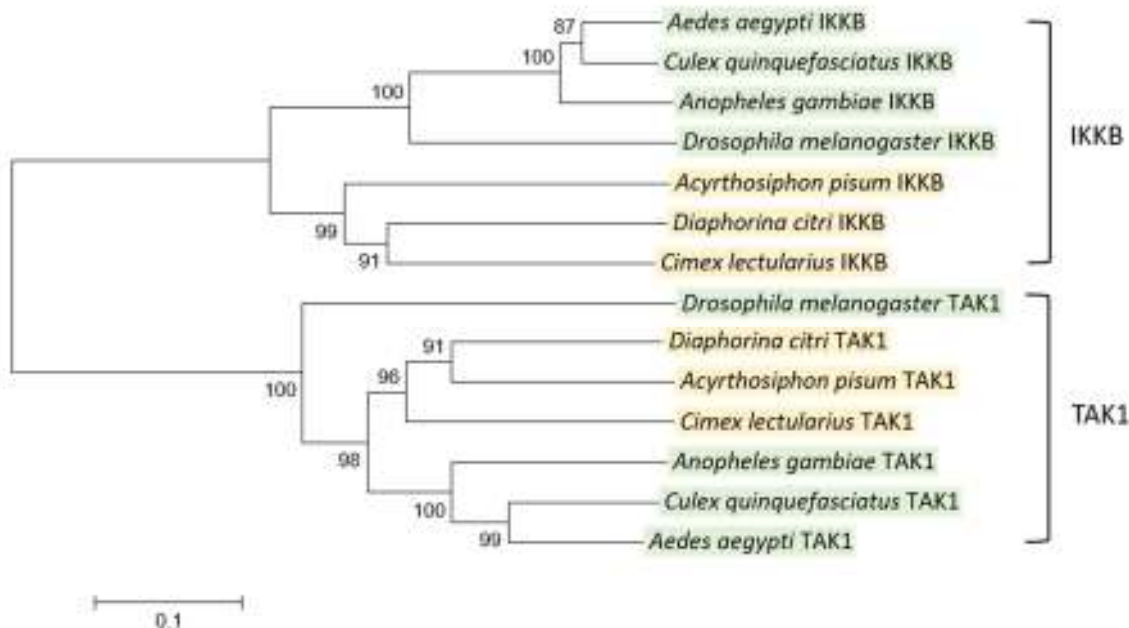 87
Aedes aegypti IKKB
Culex quinquefasciatus IKKB
100
Anopheles gambiae IKKB
100
Drosophila melanogaster IKKB
IKKB
Acyrthosiphon pisum IKKB
99
Diaphorina citri IKKB
91
Cimex lectularius IKKB
Drosophila melanogaster TAK1
91
Diaphorina citri TAK1
96
Acyrthosiphon pisum TAK1
100
Cimex lectularius TAK1
TAK1
98
Anopheles gambiae TAK1
100
Culex quinquefasciatus TAK1
99
Aedes aegypti TAK1
0.1